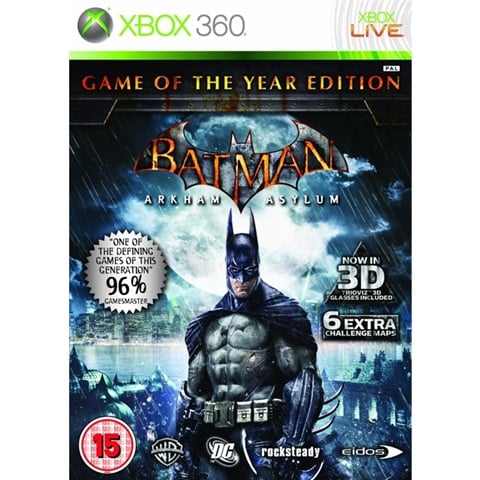 XBOX 360.
XBOX
LIVE
PAL
GAME OF THE YEAR EDITION
BATMAN
ARKHAM ASYLUM
"ONE OF
THE DEFINING
GAMES OF THIS
GENERATION"
96%
GAMESMASTER
NOW IN
3D
TRIOVIZ 3D
GLASSES INCLUDED
6 EXTRA
CHALLENGE MAPS
15
WB
DC
rocksteady
eidos